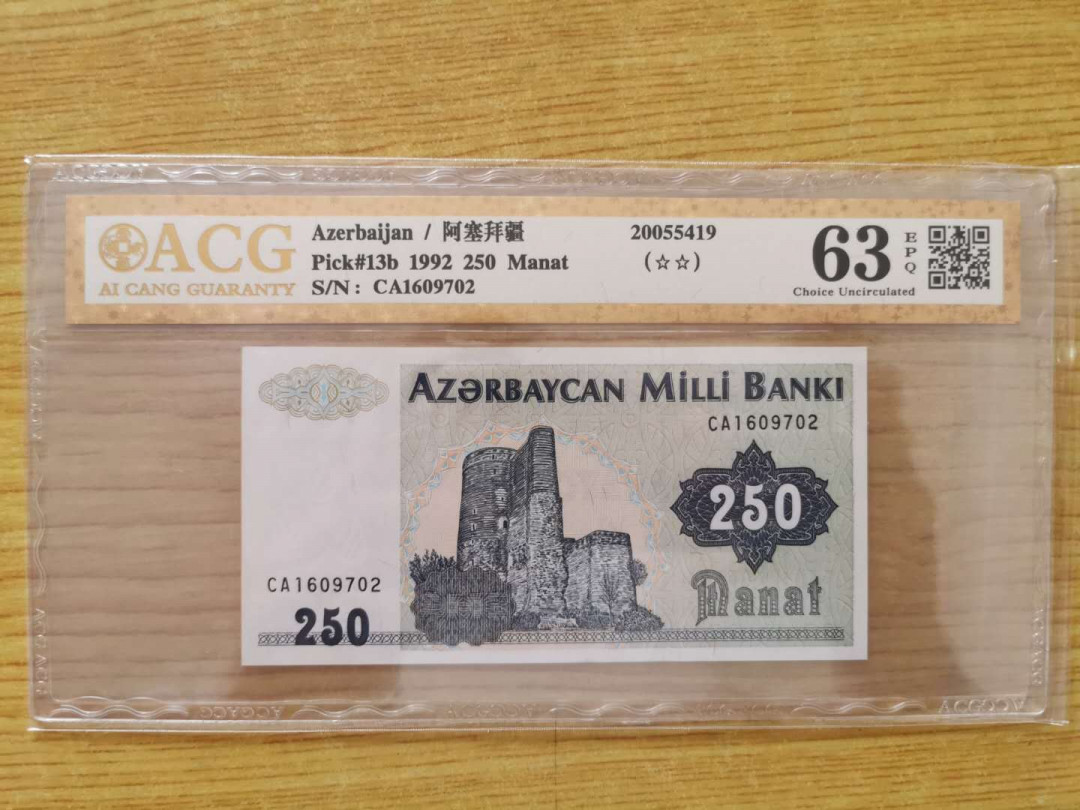 ACG
AI CANG GUARANTY
Azerbaijan / 阿塞拜疆
Pick#13b 1992 250 Manat
S/N: CA1609702
20055419
(☆☆)
63
EPQ
Choice Uncirculated
AZƏRBAYCAN MİLLİ BANKI
CA1609702
250
Manat
CA1609702
250